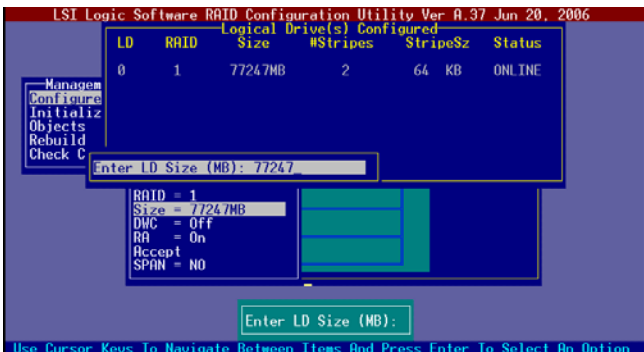 LSI Logic Software RAID Configuration Utility Ver A.37 Jun 20, 2006
Logical Drive(s) Configured
LD RAID Size #Stripes StripeSz Status
0 1 77247MB 2 64 KB ONLINE
Managem
Configure
Initializ
Objects
Rebuild
Check C
Enter LD Size (MB): 77247_
RAID = 1
Size = 77247MB
DWC = Off
RA = On
Accept
SPAN = NO
Enter LD Size (MB):
Use Cursor Keys To Navigate Between Items And Press Enter To Select An Option